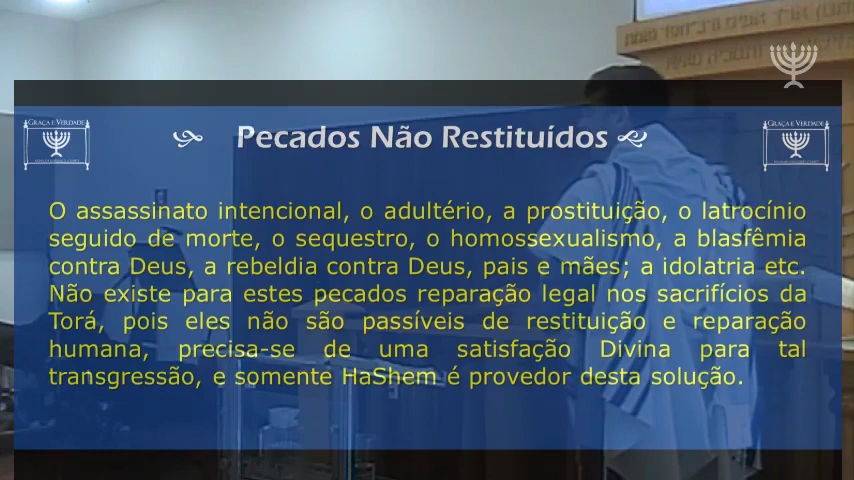 GRAÇA E VERDADE
GRAÇA E VERDADE
Pecados Não Restituídos
O assassinato intencional, o adultério, a prostituição, o latrocínio
seguido de morte, o sequestro, o homossexualismo, a blasfêmia
contra Deus, a rebeldia contra Deus, pais e mães; a idolatria etc.
Não existe para estes pecados reparação legal nos sacrifícios da
Torá, pois eles não são passíveis de restituição e reparação
humana, precisa-se de uma satisfação Divina para tal
transgressão, e somente HaShem é provedor desta solução.